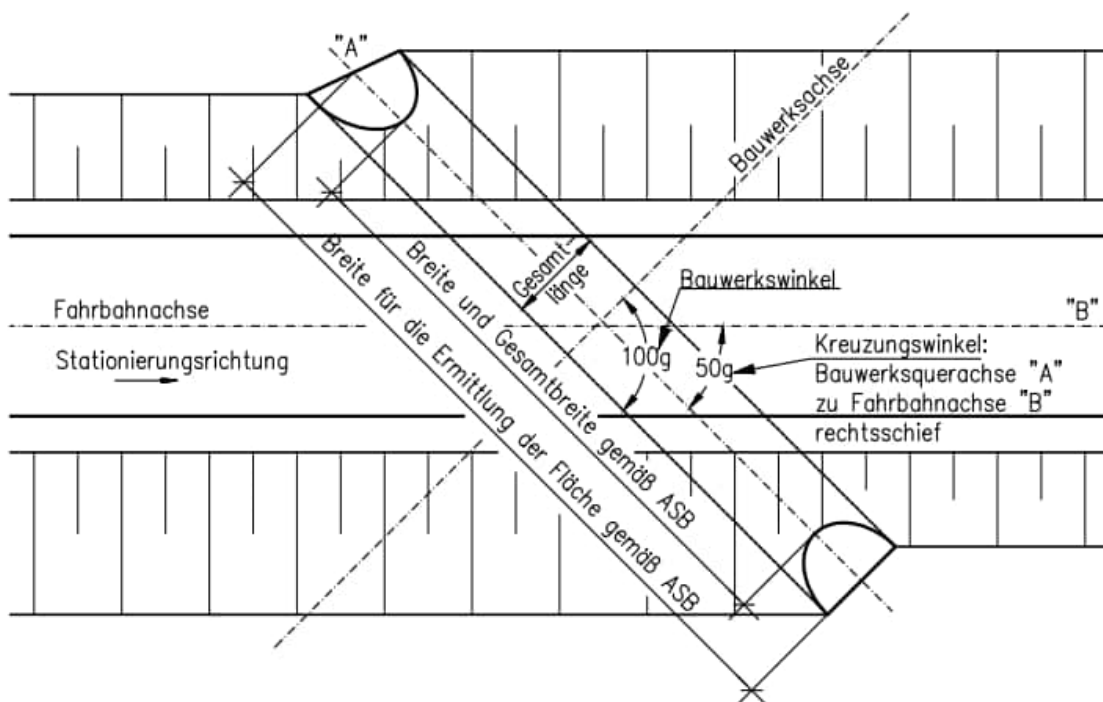 "A"
Bauwerksachse
Gesamt-
länge
Bauwerkswinkel
Fahrbahnachse
"B"
Stationierungsrichtung
100g
50g
Kreuzungswinkel:
Bauwerksquerachse "A"
zu Fahrbahnachse "B"
rechtsschief
Breite und Gesamtbreite gemäß ASB
Breite für die Ermittlung der Fläche gemäß ASB